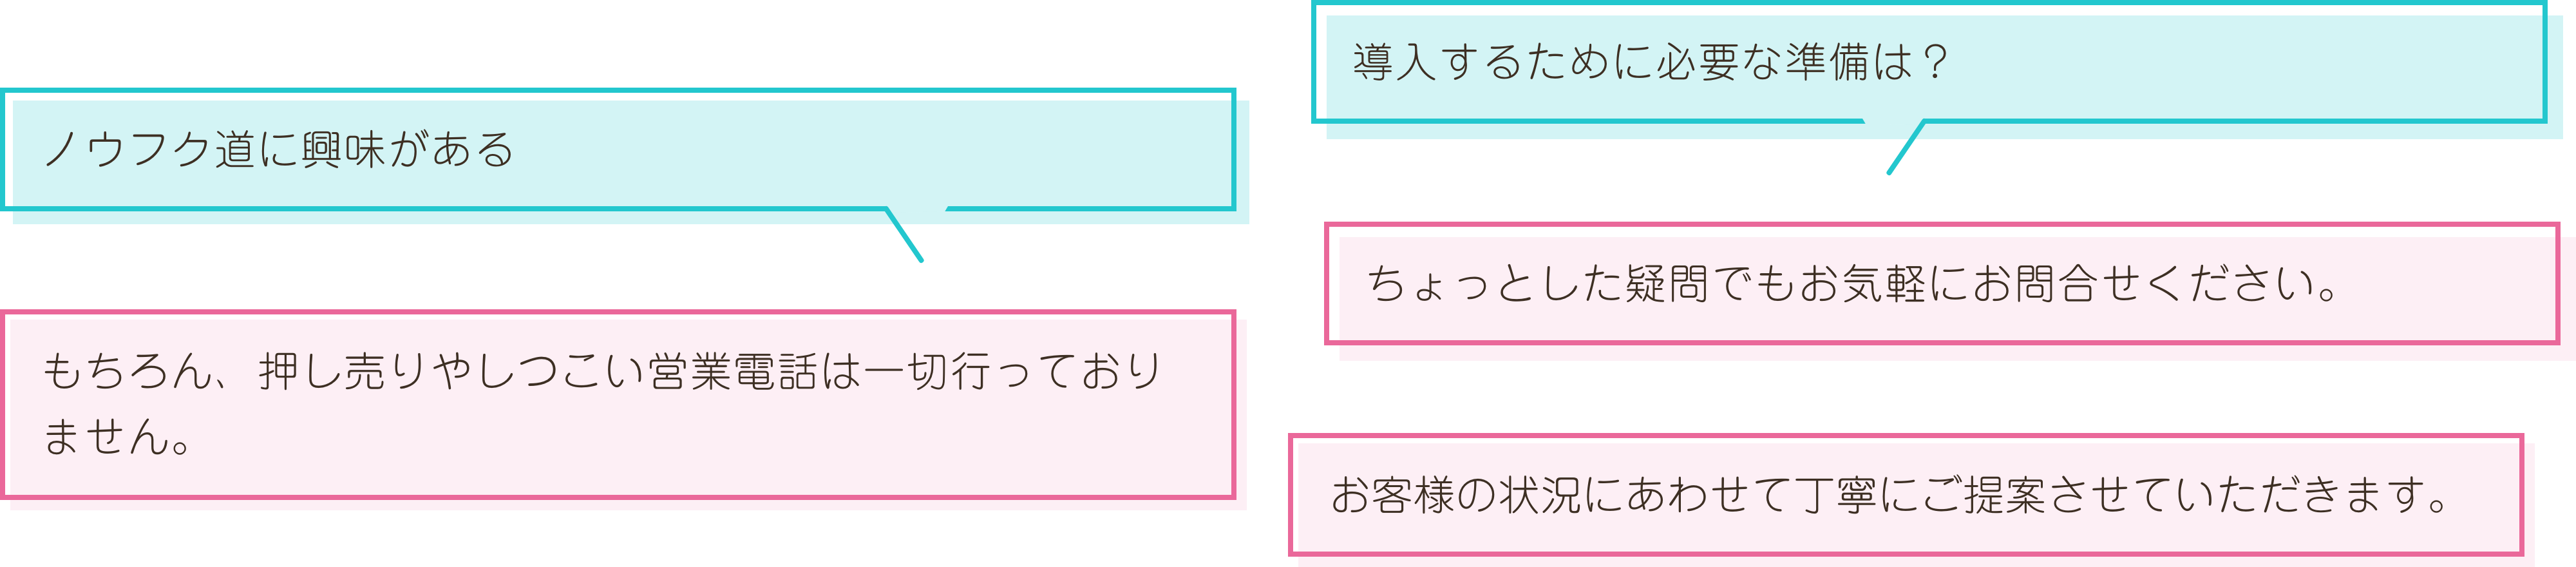 ノウフク道に興味がある
もちろん、押し売りやしつこい営業電話は一切行っており
ません。
導入するために必要な準備は？
ちょっとした疑問でもお気軽にお問合せください。
お客様の状況にあわせて丁寧にご提案させていただきます。